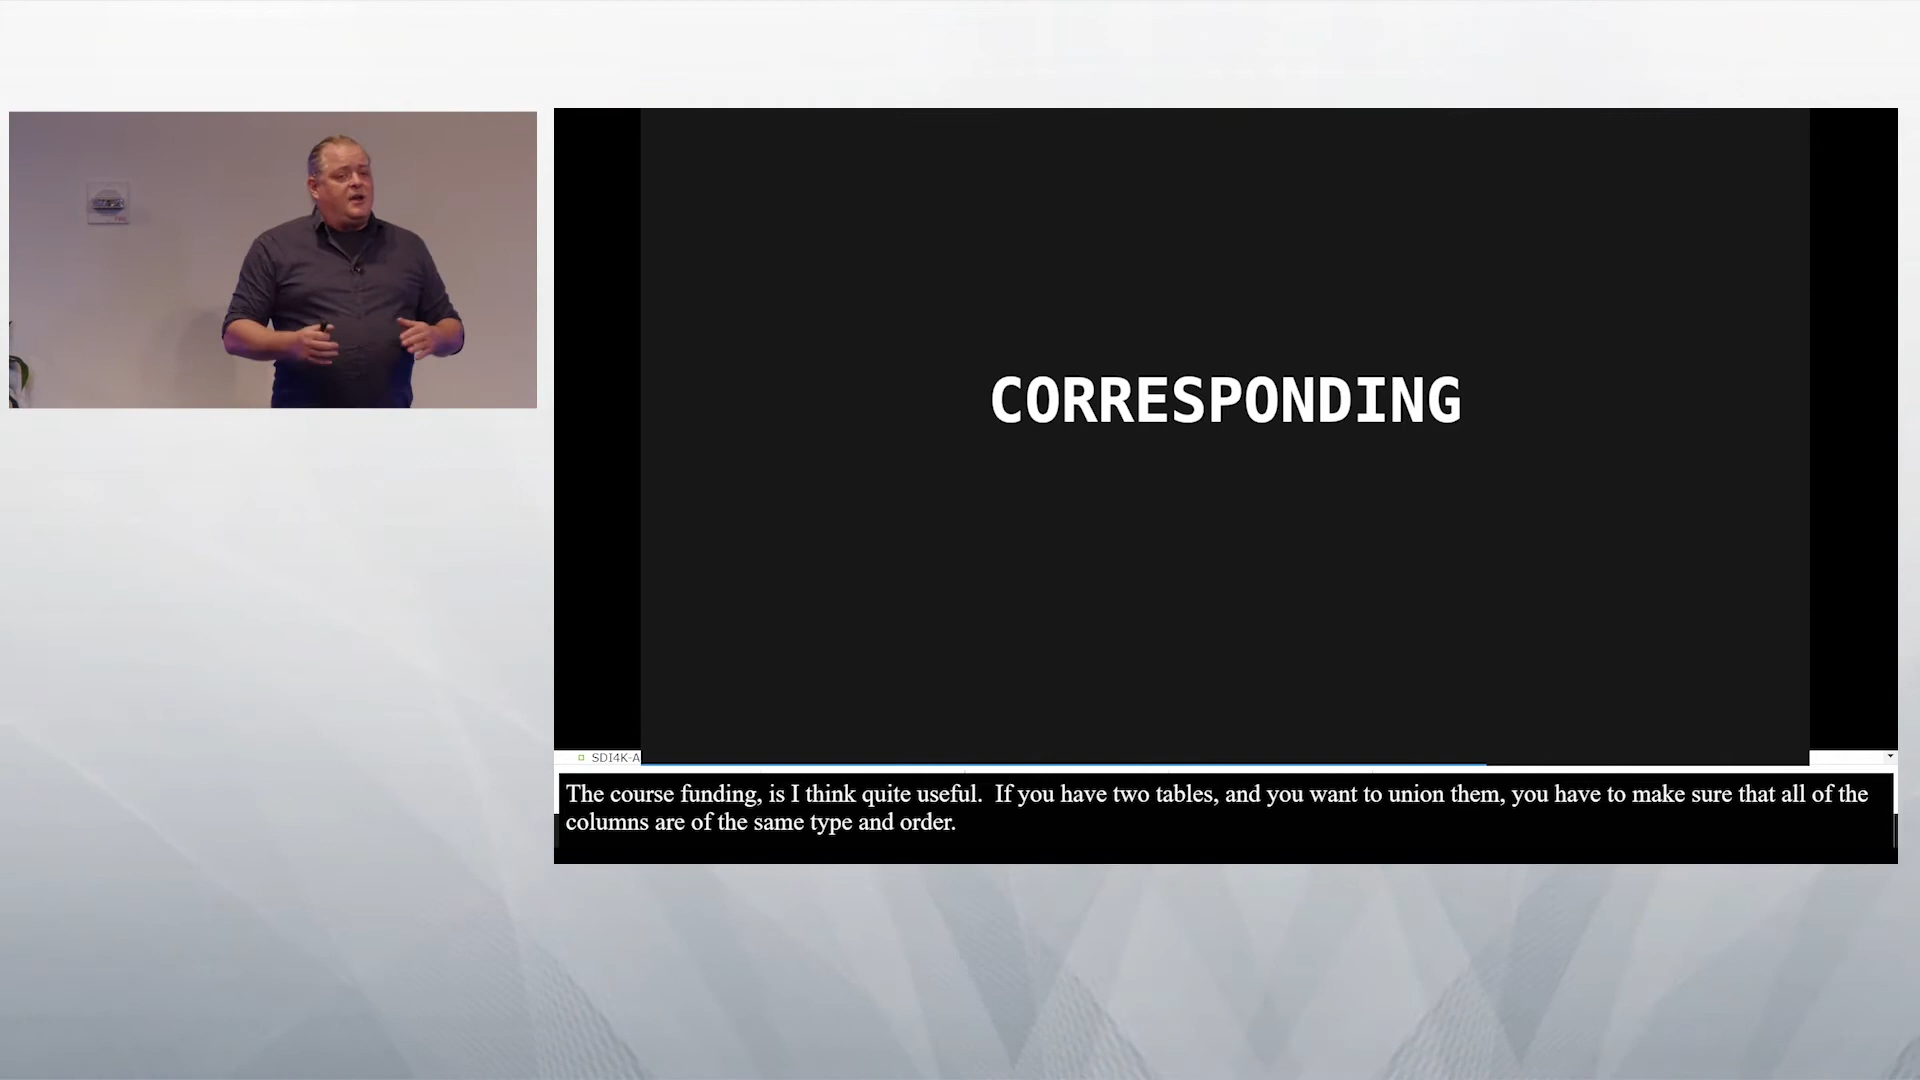 CORRESPONDING
SDI4K-A
The course funding, is I think quite useful.  If you have two tables, and you want to union them, you have to make sure that all of the
columns are of the same type and order.